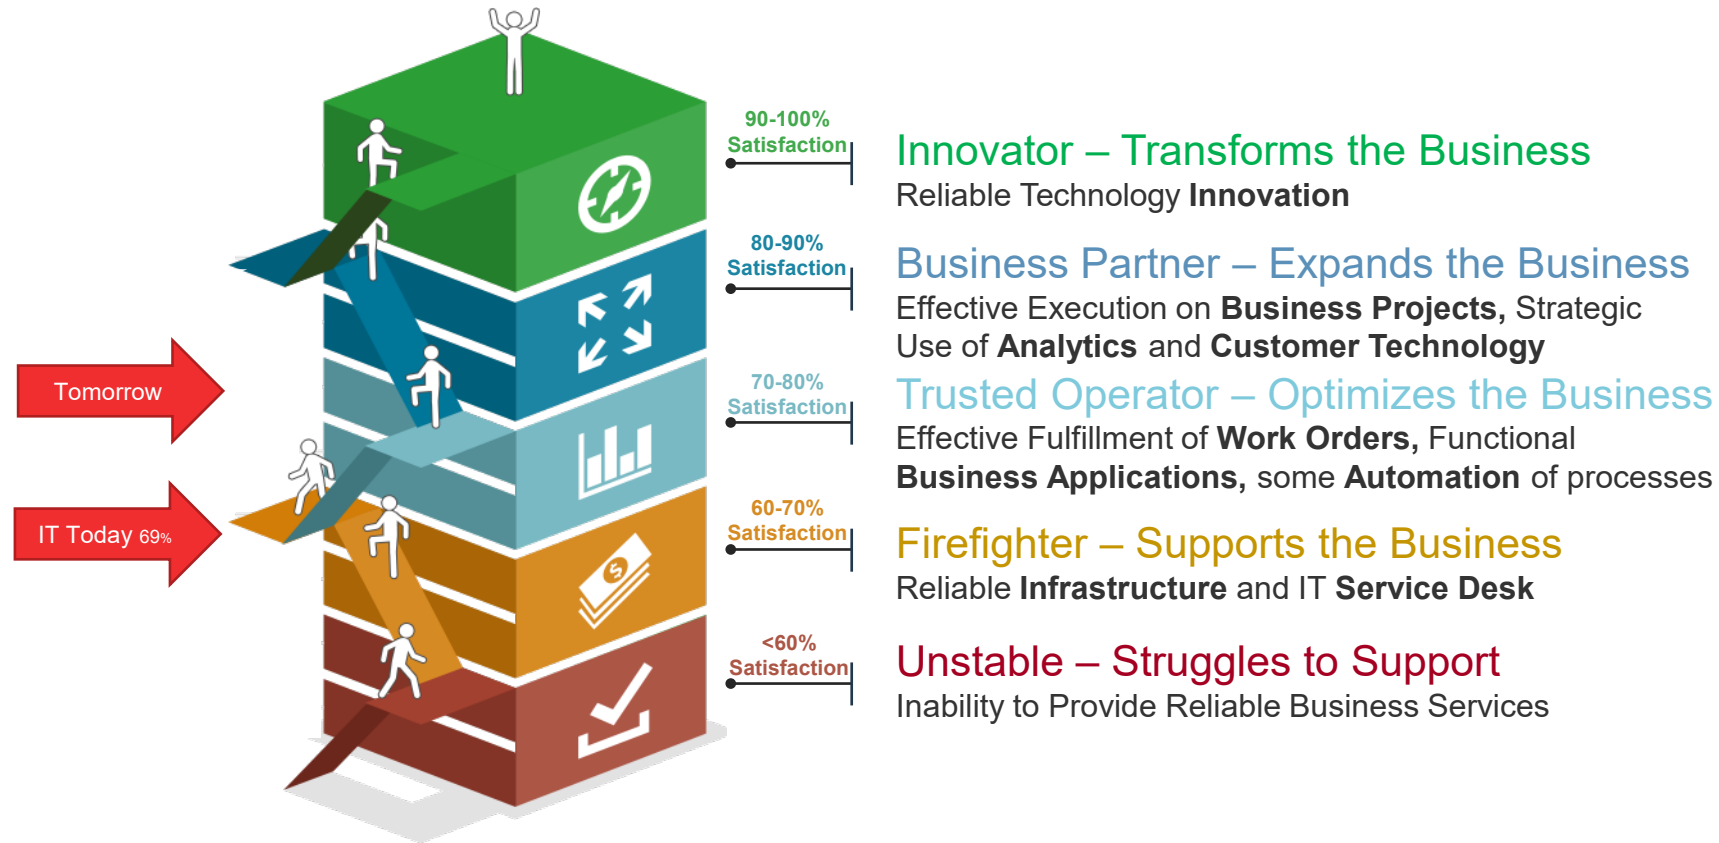 90-100%
Satisfaction
Innovator – Transforms the Business
Reliable Technology Innovation
80-90%
Satisfaction
Business Partner – Expands the Business
Effective Execution on Business Projects, Strategic
Use of Analytics and Customer Technology
Tomorrow
70-80%
Satisfaction
Trusted Operator – Optimizes the Business
Effective Fulfillment of Work Orders, Functional
Business Applications, some Automation of processes
IT Today 69%
60-70%
Satisfaction
Firefighter – Supports the Business
Reliable Infrastructure and IT Service Desk
$
<60%
Satisfaction
Unstable – Struggles to Support
Inability to Provide Reliable Business Services